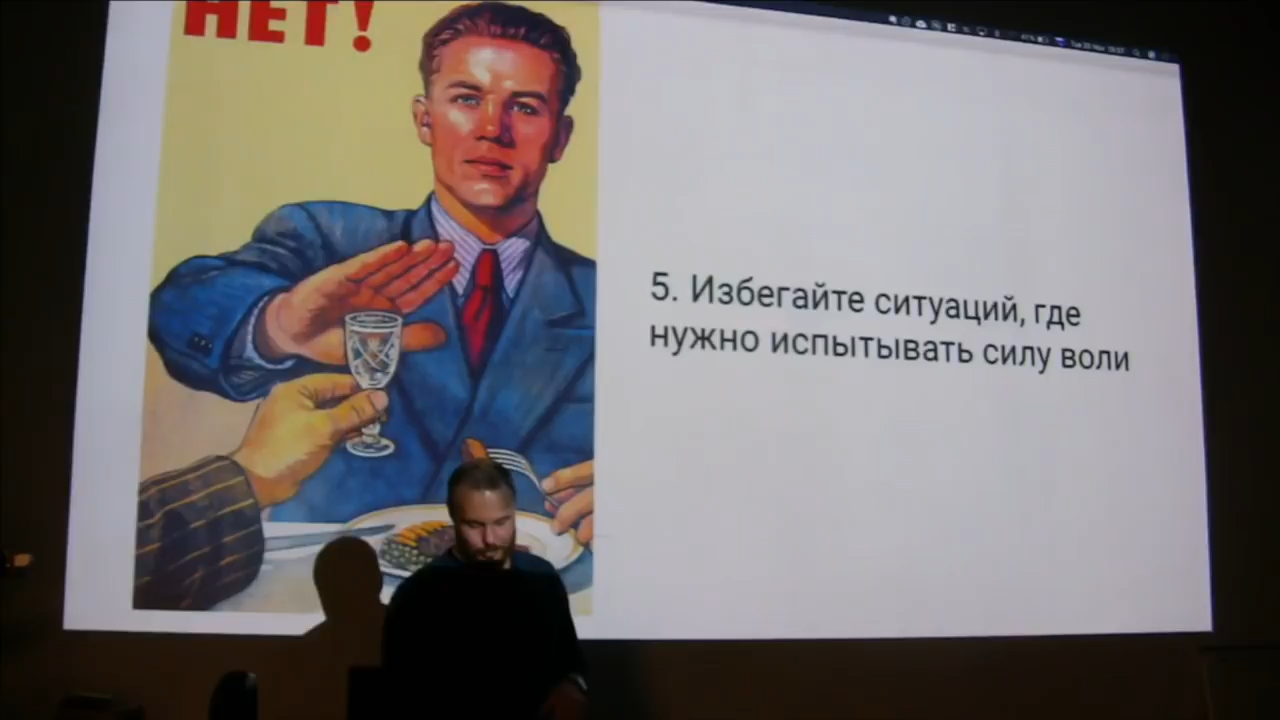 НЕТ!
5. Избегайте ситуаций, где
нужно испытывать силу воли